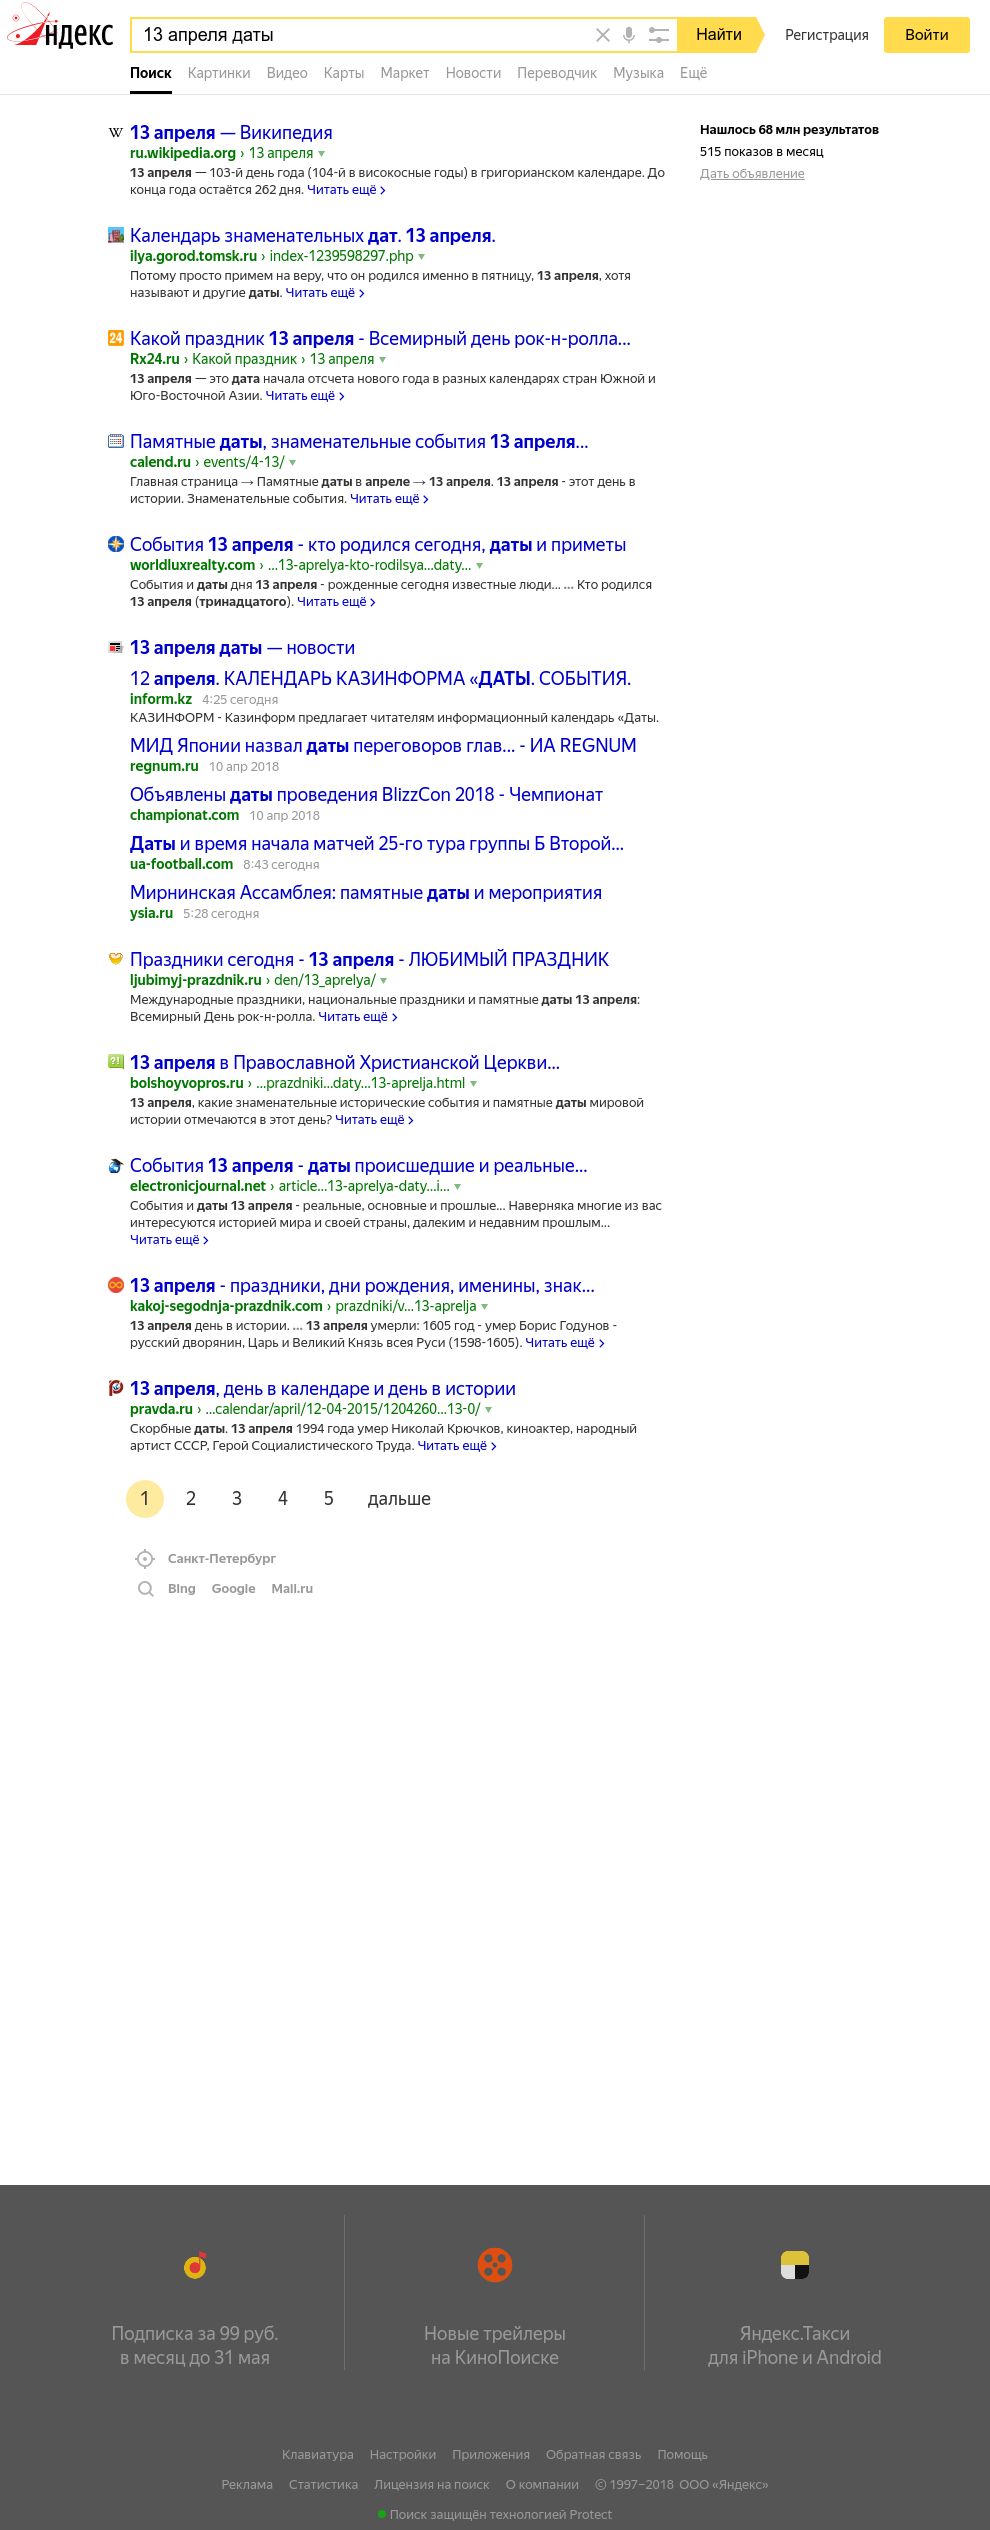 Яндекс
13 апреля даты
Найти
Регистрация
Войти
Поиск Картинки Видео Карты Маркет Новости Переводчик Музыка Ещё
13 апреля — Википедия
ru.wikipedia.org › 13 апреля
13 апреля — 103-й день года (104-й в високосные годы) в григорианском календаре. До
конца года остаётся 262 дня. Читать ещё
Нашлось 68 млн результатов
515 показов в месяц
Дать объявление
Календарь знаменательных дат. 13 апреля.
ilya.gorod.tomsk.ru › index-1239598297.php
Потому просто примем на веру, что он родился именно в пятницу, 13 апреля, хотя
называют и другие даты. Читать ещё
24
Какой праздник 13 апреля - Всемирный день рок-н-ролла...
Rx24.ru › Какой праздник › 13 апреля
13 апреля — это дата начала отсчета нового года в разных календарях стран Южной и
Юго-Восточной Азии. Читать ещё
Памятные даты, знаменательные события 13 апреля...
calend.ru › events/4-13/
Главная страница → Памятные даты в апреле → 13 апреля. 13 апреля - этот день в
истории. Знаменательные события. Читать ещё
События 13 апреля - кто родился сегодня, даты и приметы
worldluxrealty.com › ...13-aprelya-kto-rodilsya...daty...
События и даты дня 13 апреля - рожденные сегодня известные люди... ... Кто родился
13 апреля (тринадцатого). Читать ещё
13 апреля даты — новости
12 апреля. КАЛЕНДАРЬ КАЗИНФОРМА «ДАТЫ. СОБЫТИЯ.
inform.kz 4:25 сегодня
КАЗИНФОРМ - Казинформ предлагает читателям информационный календарь «Даты.
МИД Японии назвал даты переговоров глав... - ИА REGNUM
regnum.ru 10 апр 2018
Объявлены даты проведения BlizzCon 2018 - Чемпионат
championat.com 10 апр 2018
Даты и время начала матчей 25-го тура группы Б Второй...
ua-football.com 8:43 сегодня
Мирнинская Ассамблея: памятные даты и мероприятия
ysia.ru 5:28 сегодня
Праздники сегодня - 13 апреля - ЛЮБИМЫЙ ПРАЗДНИК
ljubimyj-prazdnik.ru › den/13_aprelya/
Международные праздники, национальные праздники и памятные даты 13 апреля:
Всемирный День рок-н-ролла. Читать ещё
13 апреля в Православной Христианской Церкви...
bolshoyvopros.ru › ...prazdniki...daty...13-aprelja.html
13 апреля, какие знаменательные исторические события и памятные даты мировой
истории отмечаются в этот день? Читать ещё
События 13 апреля - даты происшедшие и реальные...
electronicjournal.net › article...13-aprelya-daty...i...
События и даты 13 апреля - реальные, основные и прошлые... Наверняка многие из вас
интересуются историей мира и своей страны, далеким и недавним прошлым...
Читать ещё
13 апреля - праздники, дни рождения, именины, знак...
kakoj-segodnja-prazdnik.com › prazdniki/v...13-aprelja
13 апреля день в истории. ... 13 апреля умерли: 1605 год - умер Борис Годунов -
русский дворянин, Царь и Великий Князь всея Руси (1598-1605). Читать ещё
13 апреля, день в календаре и день в истории
pravda.ru › ...calendar/april/12-04-2015/1204260...13-0/
Скорбные даты. 13 апреля 1994 года умер Николай Крючков, киноактер, народный
артист СССР, Герой Социалистического Труда. Читать ещё
1 2 3 4 5 дальше
Санкт-Петербург
Bing Google Mail.ru
Подписка за 99 руб.
в месяц до 31 мая
Новые трейлеры
на КиноПоиске
Яндекс.Такси
для iPhone и Android
Клавиатура Настройки Приложения Обратная связь Помощь
Реклама Статистика Лицензия на поиск О компании © 1997–2018 ООО «Яндекс»
Поиск защищён технологией Protect